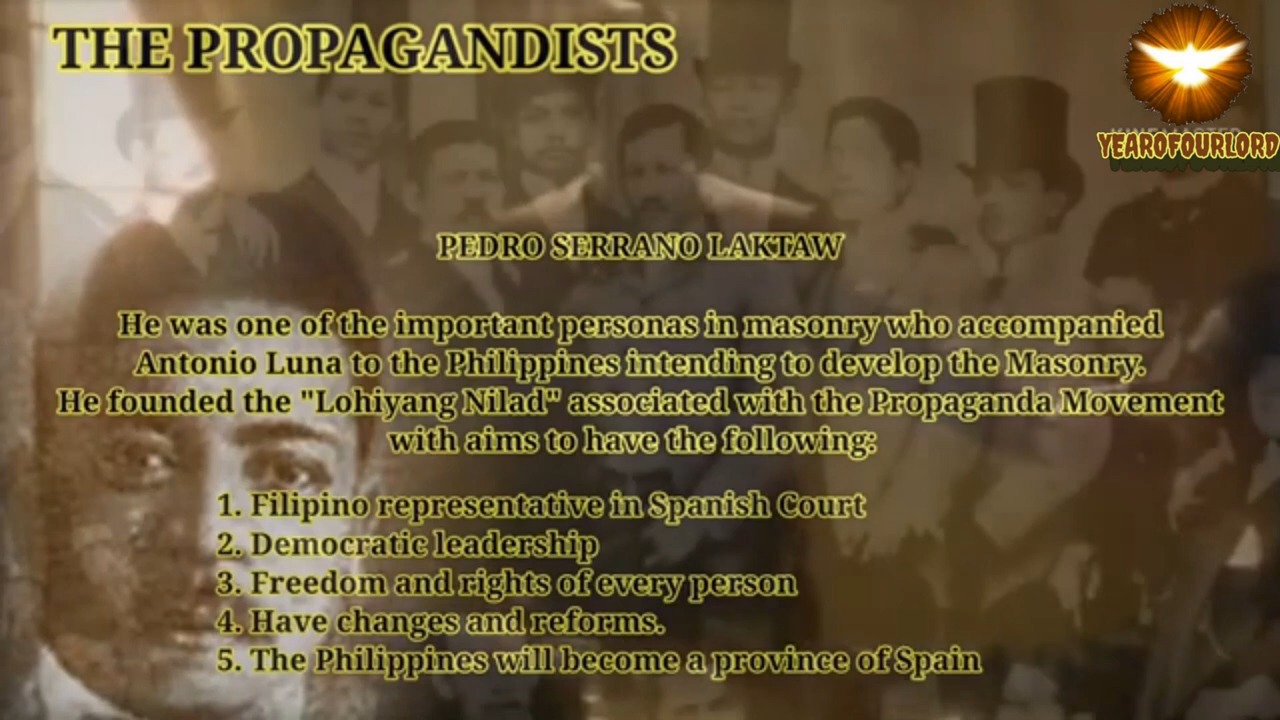 THE PROPAGANDISTS
YEAROFOURLORD
PEDRO SERRANO LAKTAW
He was one of the important personas in masonry who accompanied
Antonio Luna to the Philippines intending to develop the Masonry.
He founded the "Lohiyang Nilad" associated with the Propaganda Movement
with aims to have the following:
1. Filipino representative in Spanish Court
2. Democratic leadership
3. Freedom and rights of every person
4. Have changes and reforms.
5. The Philippines will become a province of Spain